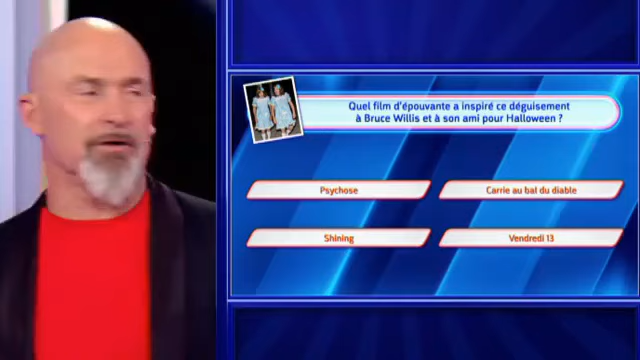 Quel film d'épouvante a inspiré ce déguisement
à Bruce Willis et à son ami pour Halloween ?
Psychose
Carrie au bal du diable
Shining
Vendredi 13